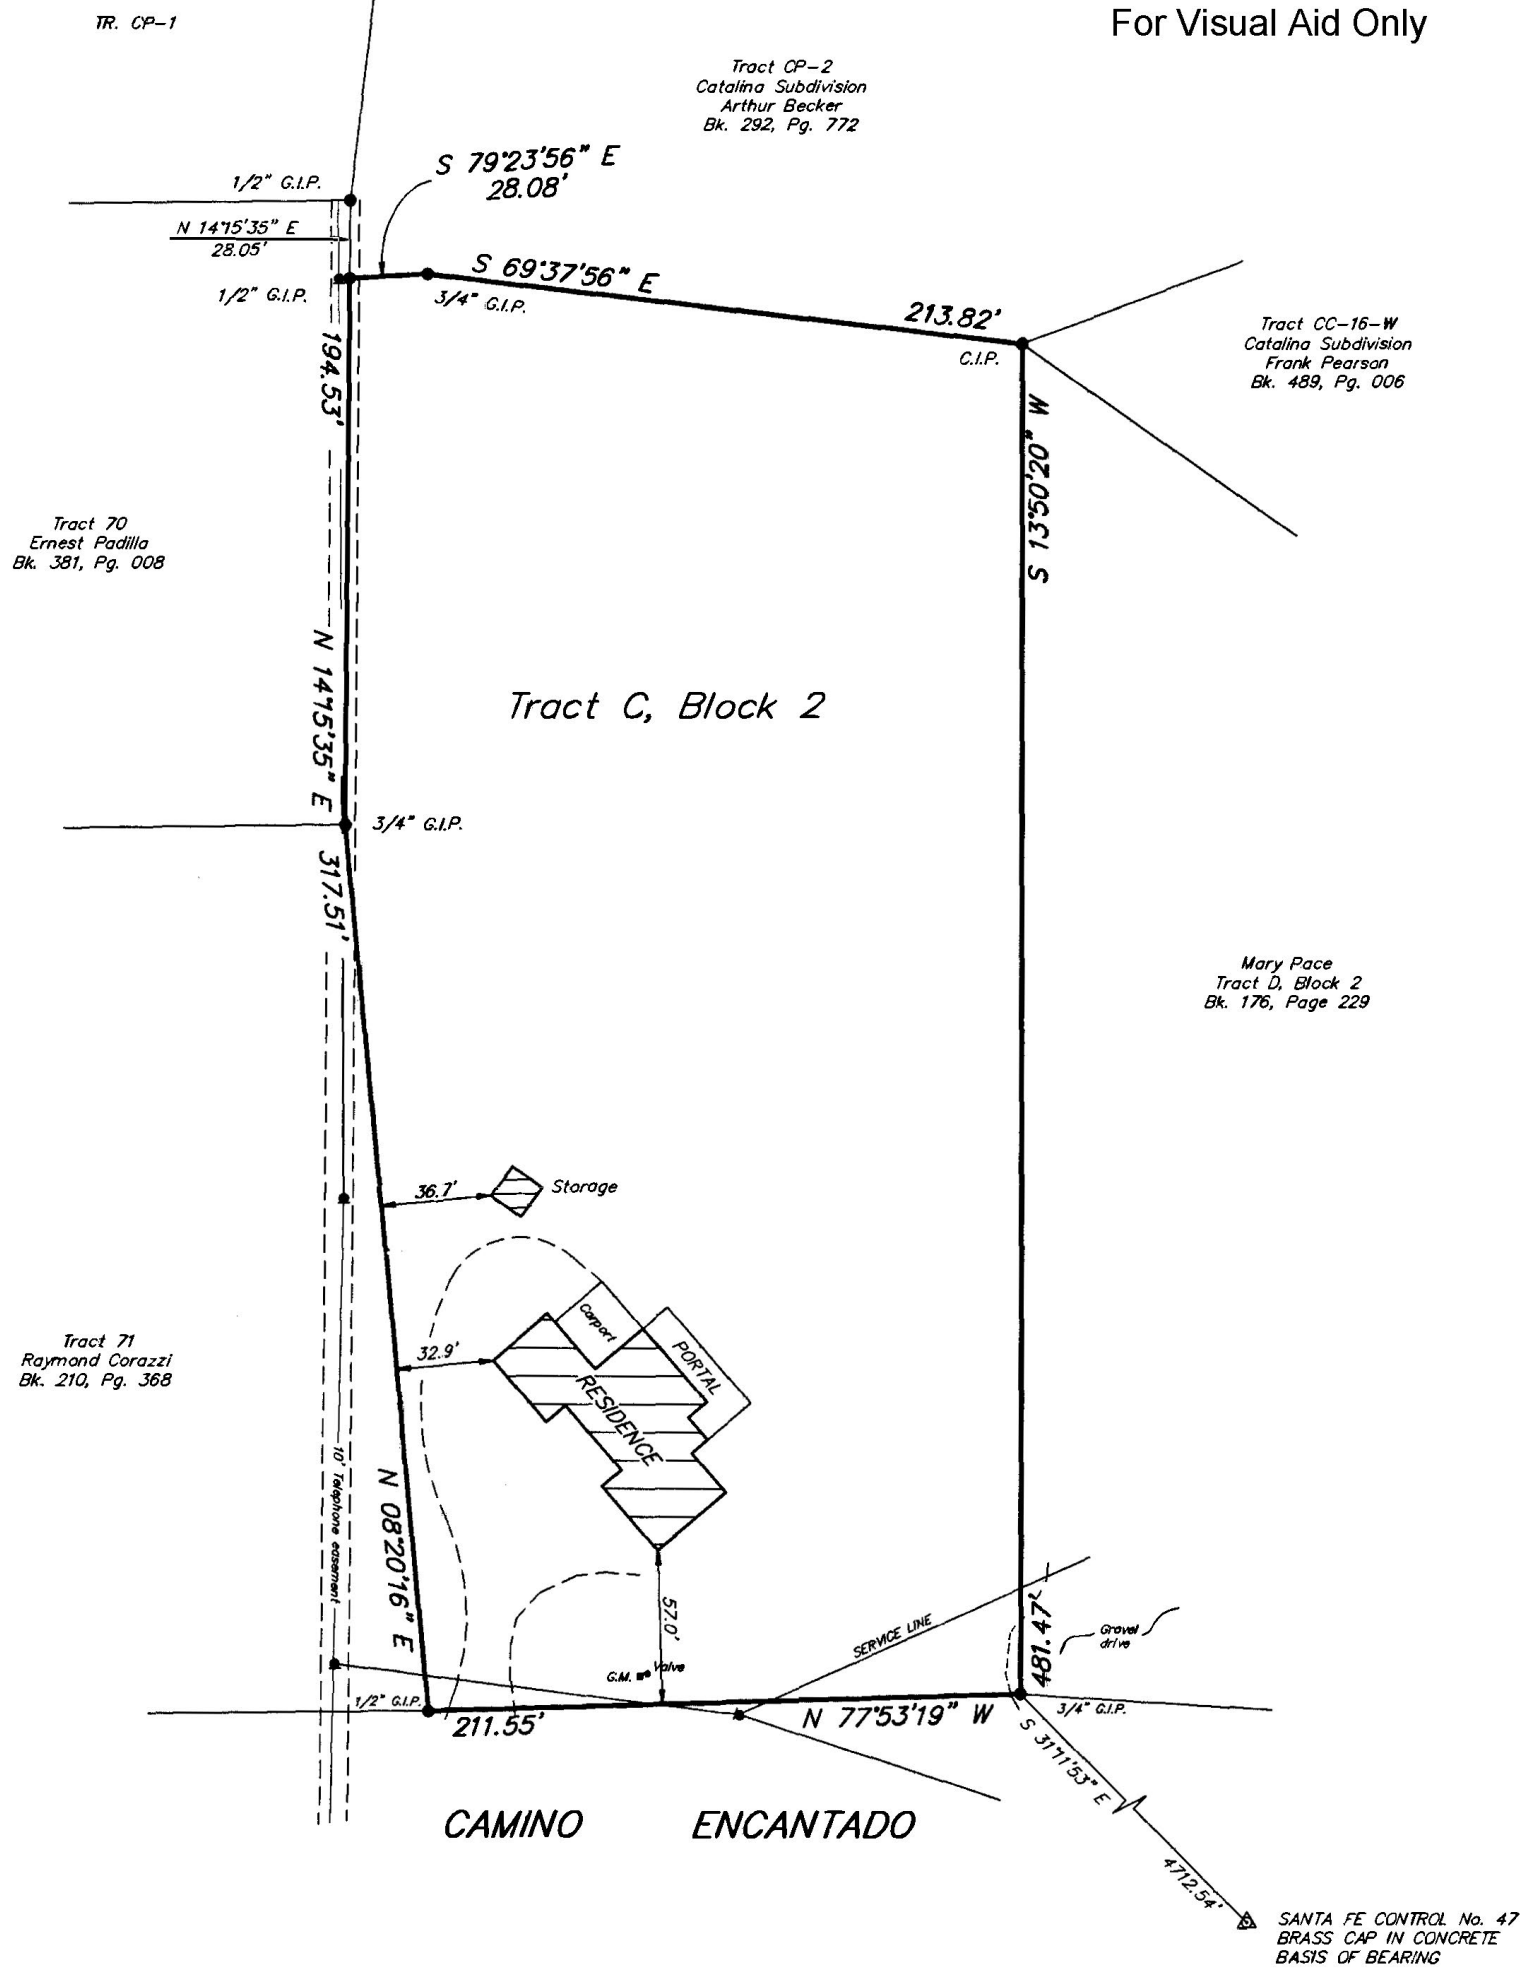 TR. CP-1
For Visual Aid Only
Tract CP-2
Catalina Subdivision
Arthur Becker
Bk. 292, Pg. 772
S 79°23'56" E
28.08'
1/2" G.I.P.
N 14°15'35" E
28.05'
1/2" G.I.P.
S 69°37'56" E
3/4" G.I.P.
213.82'
C.I.P.
Tract CC-16-W
Catalina Subdivision
Frank Pearson
Bk. 489, Pg. 006
194.53'
S 13°50'20" W
Tract 70
Ernest Padilla
Bk. 381, Pg. 008
N 14°15'35" E
Tract C, Block 2
3/4" G.I.P.
317.51'
Mary Pace
Tract D, Block 2
Bk. 176, Page 229
36.7'
Storage
Carport
PORTAL
Tract 71
Raymond Corazzi
Bk. 210, Pg. 368
32.9'
RESIDENCE
10' Telephone easement
N 08°20'16" E
57.0'
SERVICE LINE
481.47'
Gravel
drive
G.M. Valve
1/2" G.I.P.
211.55'
N 77°53'19" W
3/4" G.I.P.
S 31°11'53" E
CAMINO ENCANTADO
4712.54'
SANTA FE CONTROL No. 47
BRASS CAP IN CONCRETE
BASIS OF BEARING